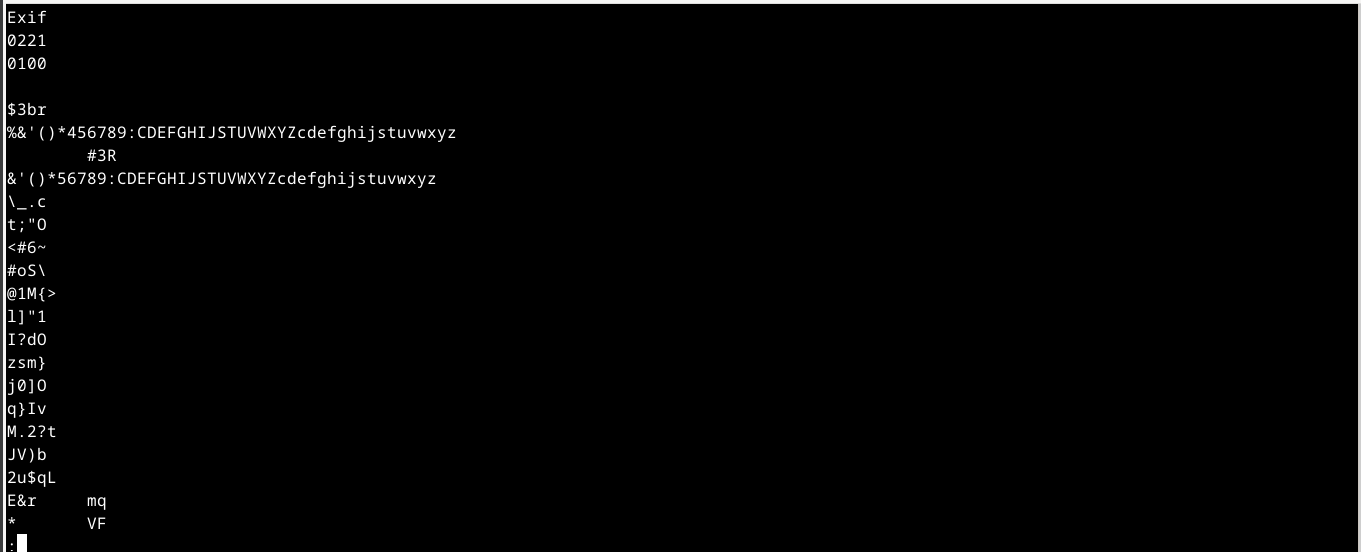 Exif
0221
0100
$3br
%&'()*456789:CDEFGHIJSTUVWXYZcdefghijstuvwxyz
#3R
&'()*56789:CDEFGHIJSTUVWXYZcdefghijstuvwxyz
\_.c
t;"O
<#6~
#oS\
@1M{>
l]"1
I?dO
zsm}
j0]O
q}Iv
M.2?t
JV)b
2u$qL
E&r     mq
*       VF
: